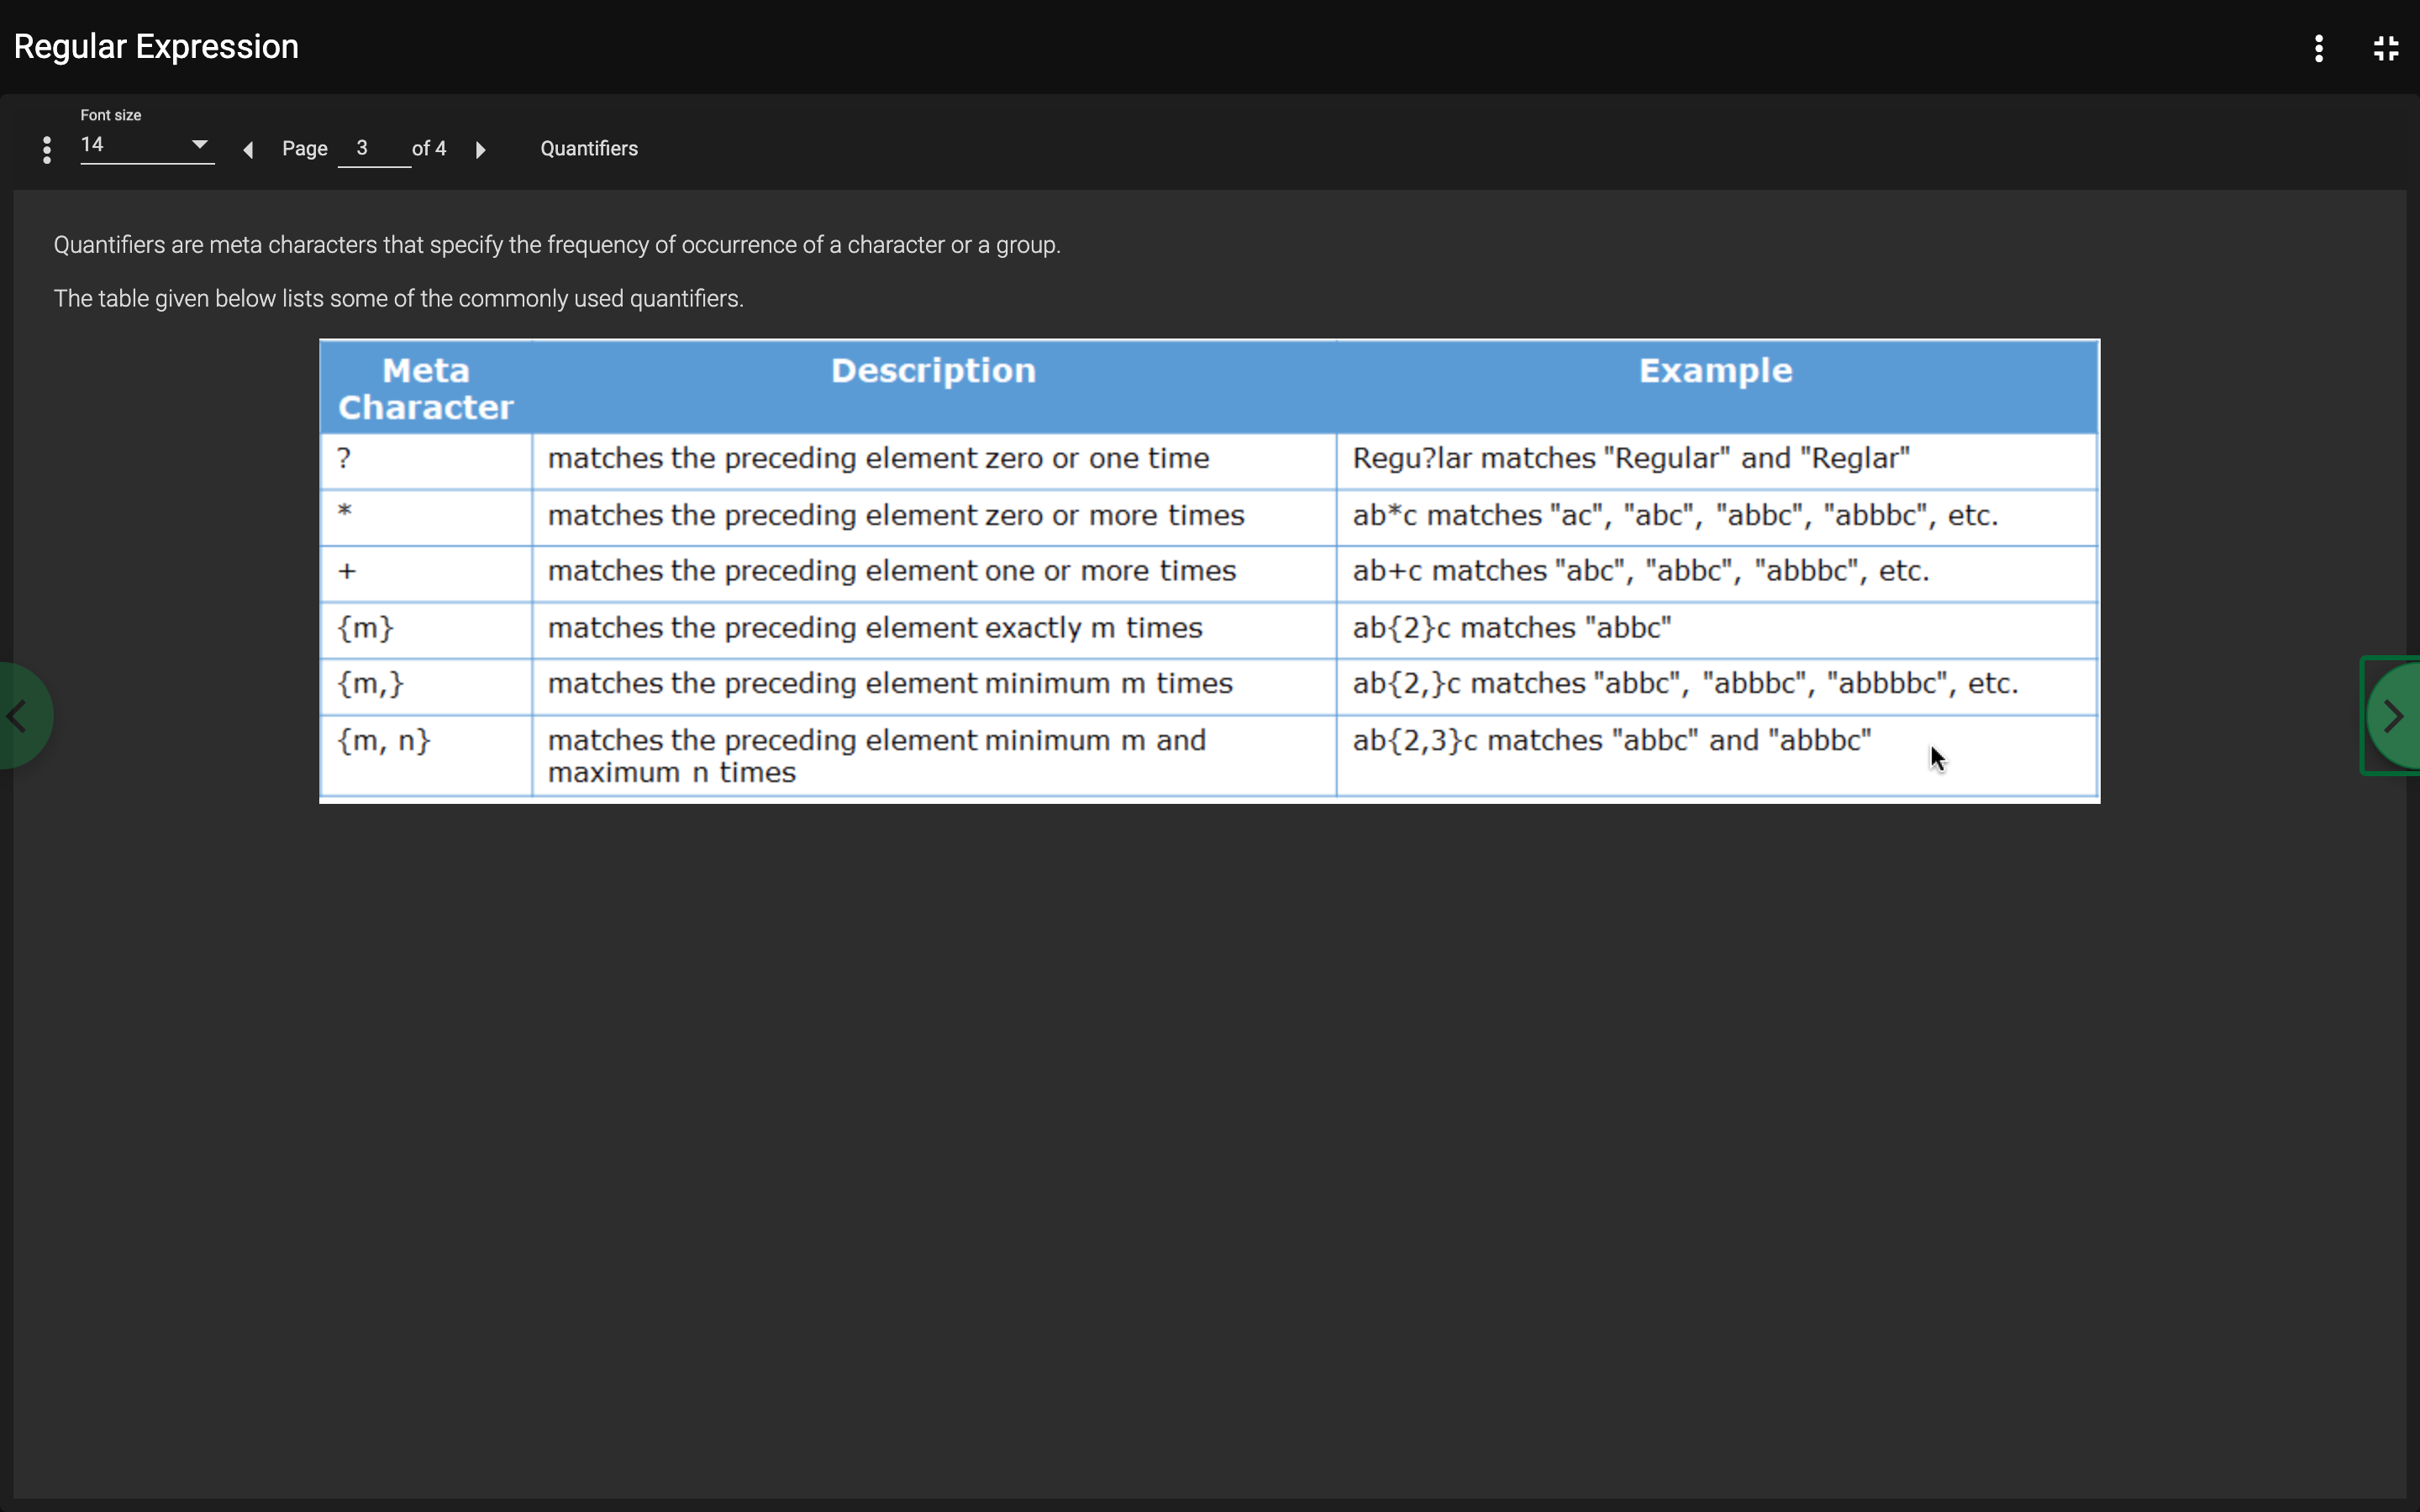 Regular Expression
Font size
14
Page 3 of 4 Quantifiers
Quantifiers are meta characters that specify the frequency of occurrence of a character or a group.
The table given below lists some of the commonly used quantifiers.
Meta Character Description Example
? matches the preceding element zero or one time Regu?lar matches "Regular" and "Reglar"
* matches the preceding element zero or more times ab*c matches "ac", "abc", "abbc", "abbbc", etc.
+ matches the preceding element one or more times ab+c matches "abc", "abbc", "abbbc", etc.
{m} matches the preceding element exactly m times ab{2}c matches "abbc"
{m,} matches the preceding element minimum m times ab{2,}c matches "abbc", "abbbc", "abbbbc", etc.
{m, n} matches the preceding element minimum m and maximum n times ab{2,3}c matches "abbc" and "abbbc"